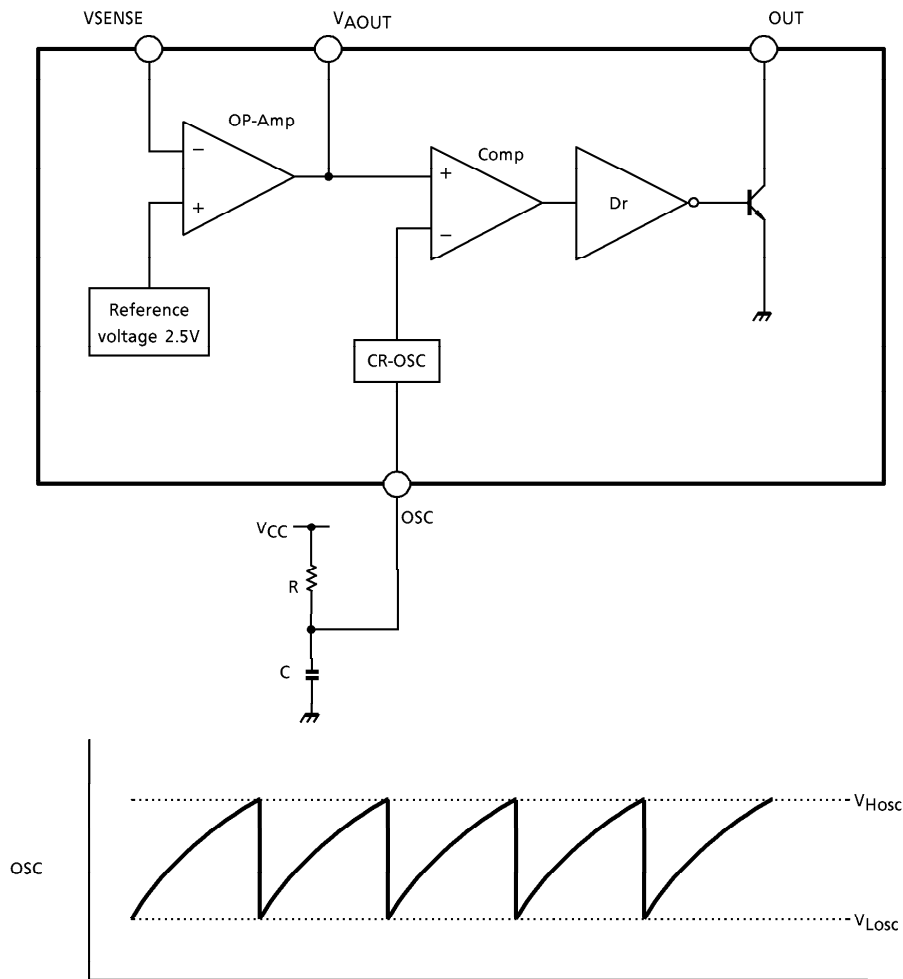 VSENSE
VAOUT
OUT
OP-Amp
Comp
−
+
+
−
Dr
Reference
voltage 2.5V
CR-OSC
OSC
VCC
R
C
VHosc
OSC
VLosc